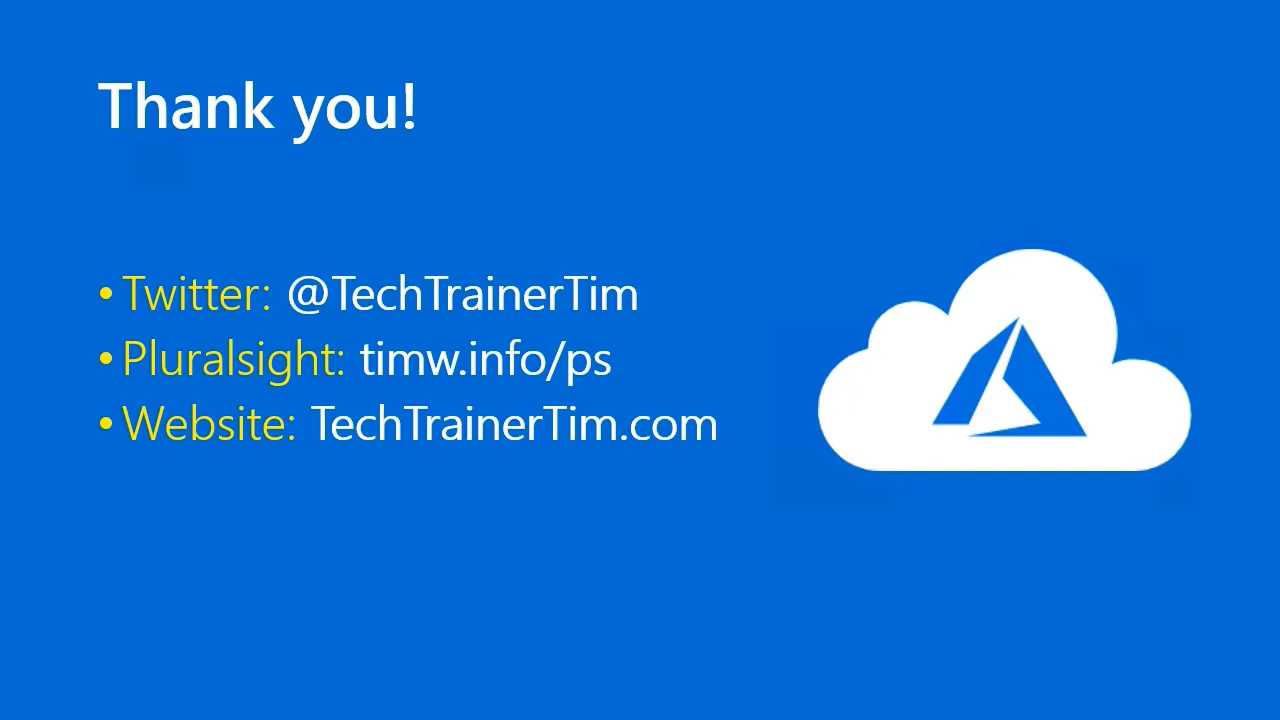 Thank you!
• Twitter: @TechTrainerTim
• Pluralsight: timw.info/ps
• Website: TechTrainerTim.com